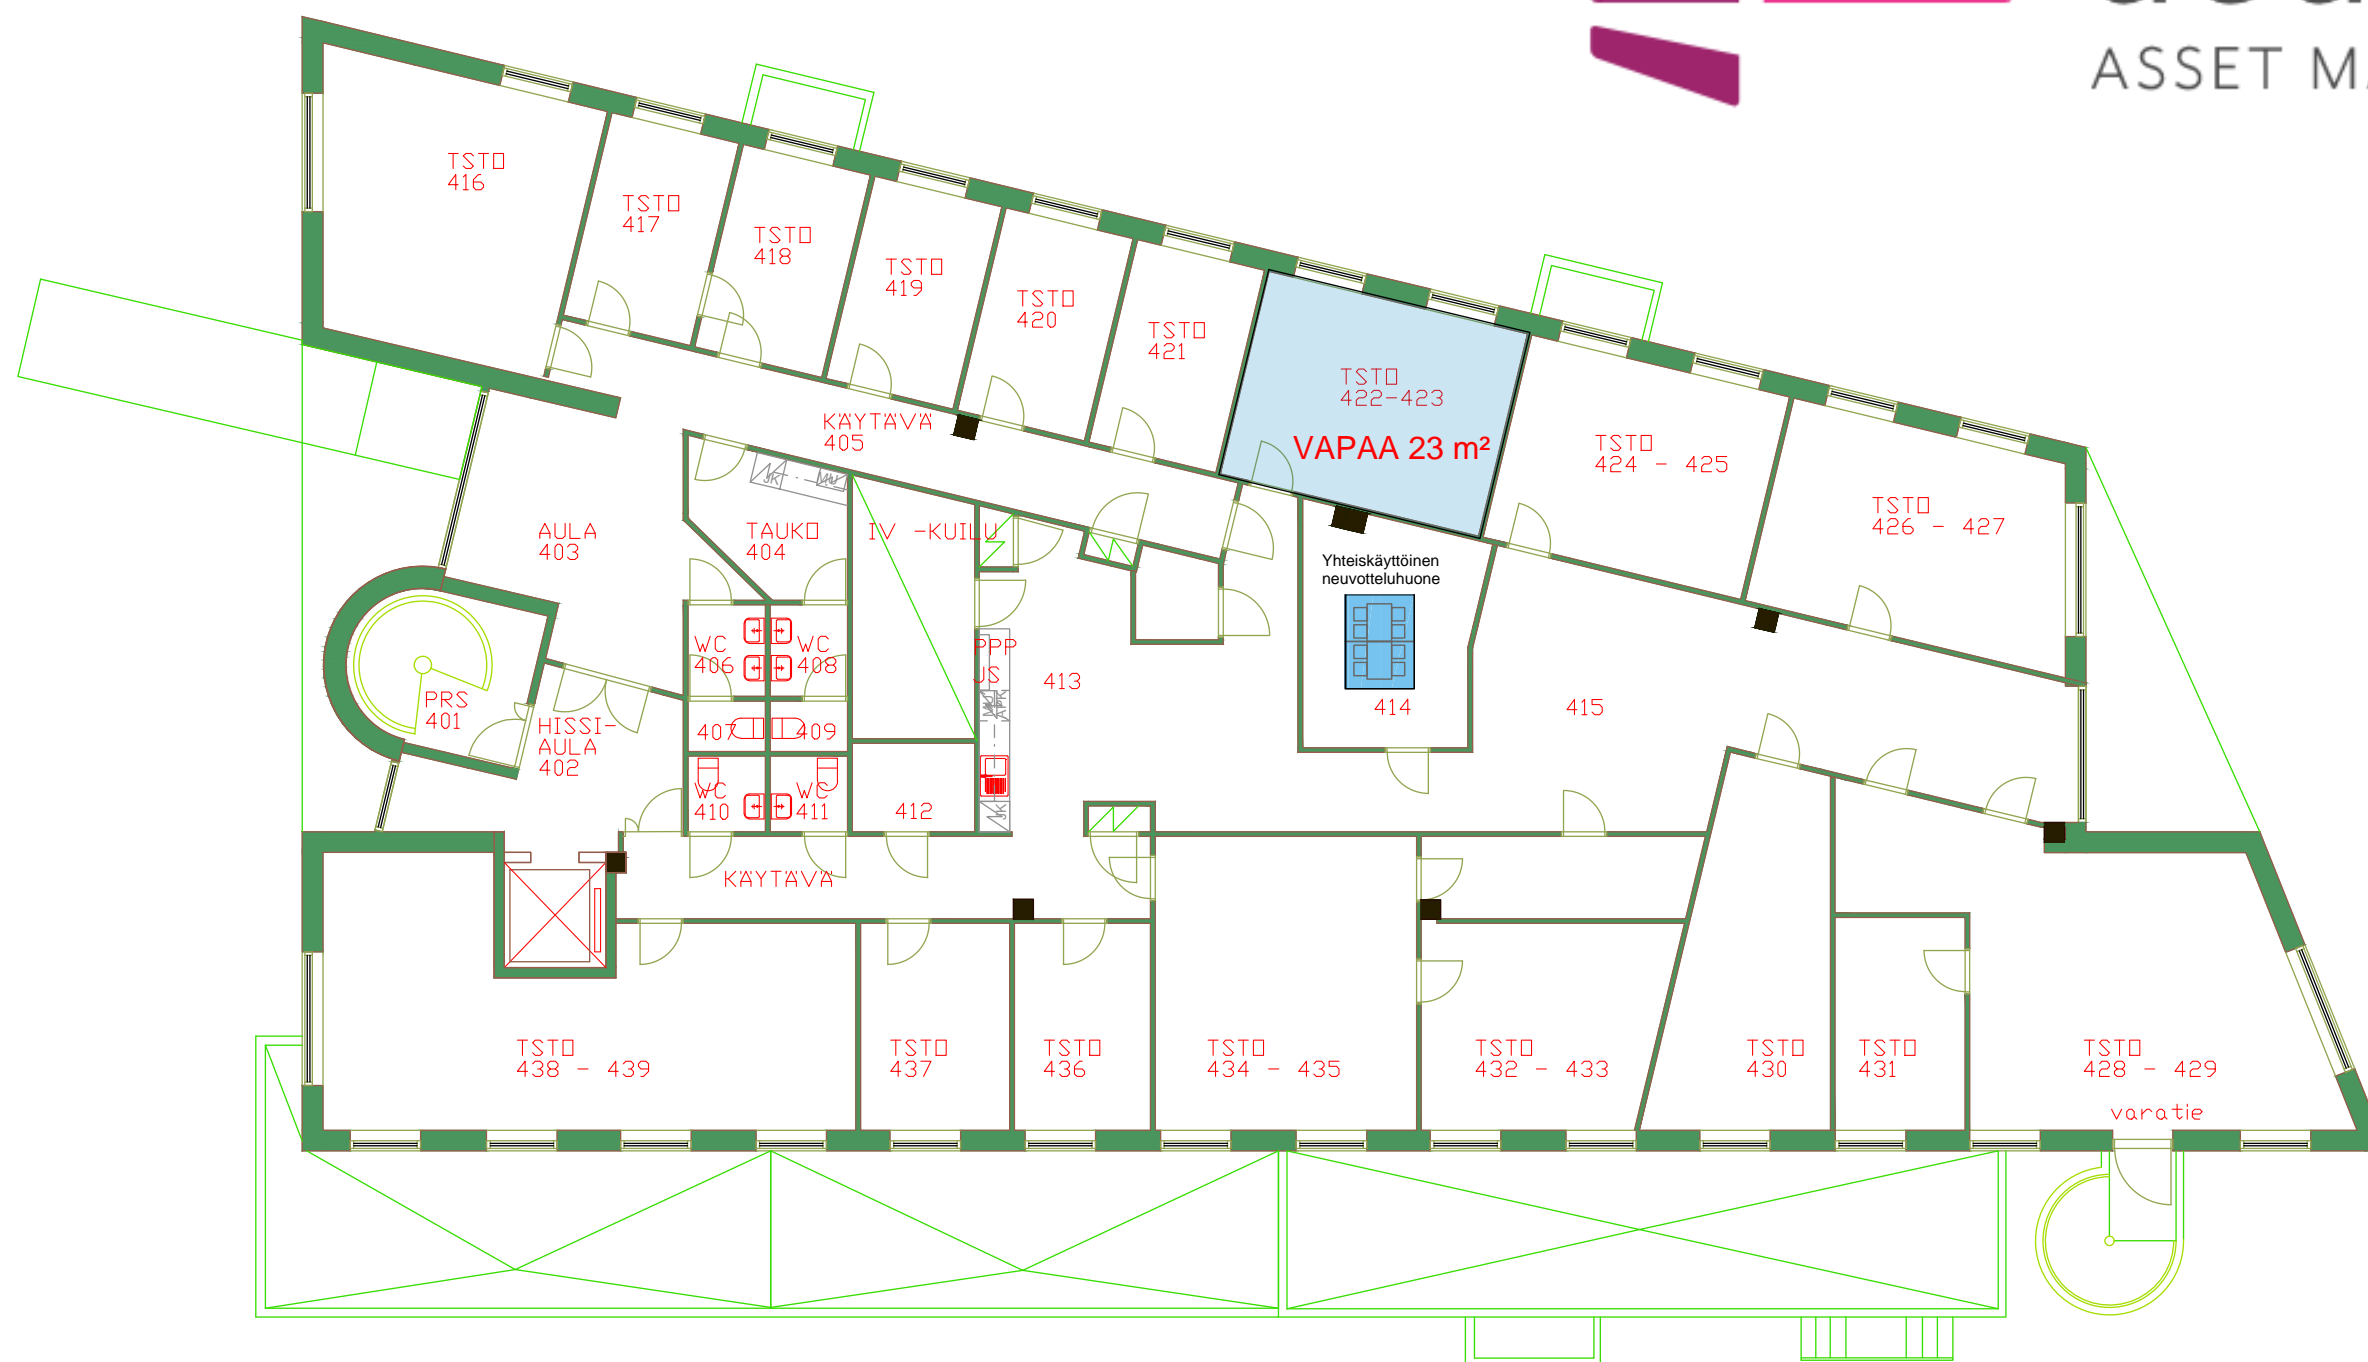 ASSET
TSTO
416
TSTO
417
TSTO
418
TSTO
419
TSTO
420
TSTO
421
TSTO
422-423
VAPAA 23 m²
TSTO
424 - 425
TSTO
426 - 427
KÄYTÄVÄ
405
AULA
403
TAUKO
404
JK
MU
IV -KUILU
Yhteiskäyttöinen
neuvotteluhuone
WC
406
WC
408
PPP
JS
413
414
415
PRS
401
HISSI-
AULA
402
407
409
APK
WC
410
WC
411
412
JK
KÄYTÄVÄ
TSTO
438 - 439
TSTO
437
TSTO
436
TSTO
434 - 435
TSTO
432 - 433
TSTO
430
TSTO
431
TSTO
428 - 429
varatie